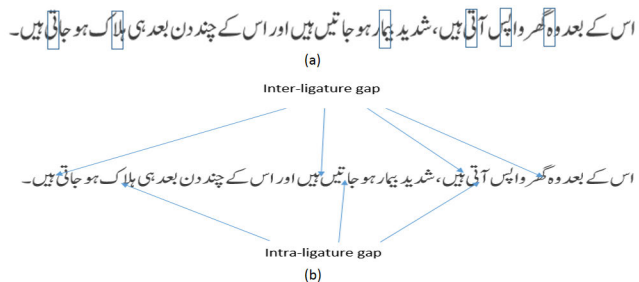 اس کے بعد وہ گھر واپس آتی ہیں، شدید بیمار ہو جاتیں ہیں اور اس کے چند دن بعد ہی ہلاک ہو جاتی ہیں۔
(a)
Inter-ligature gap
اس کے بعد وہ گھر واپس آتی ہیں، شدید بیمار ہو جاتیں ہیں اور اس کے چند دن بعد ہی ہلاک ہو جاتی ہیں۔
Intra-ligature gap
(b)